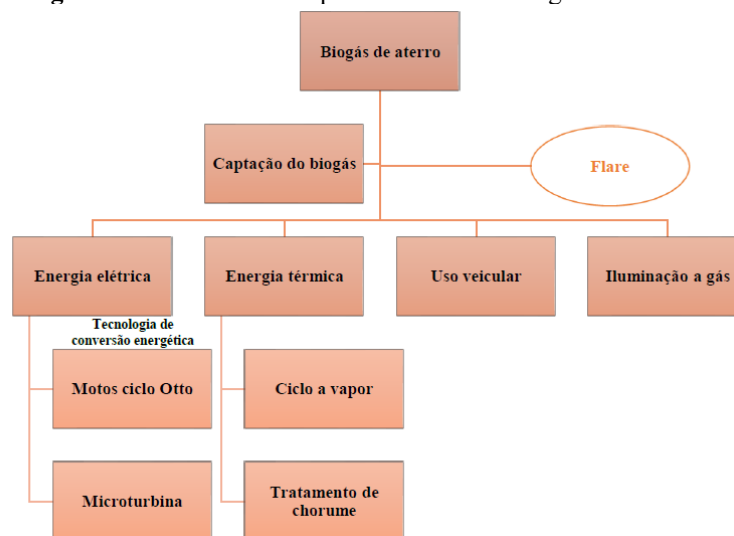 Biogás de aterro
Captação do biogás
Flare
Energia elétrica
Energia térmica
Uso veicular
Iluminação a gás
Tecnologia de
conversão energética
Motos ciclo Otto
Ciclo a vapor
Microturbina
Tratamento de
chorume